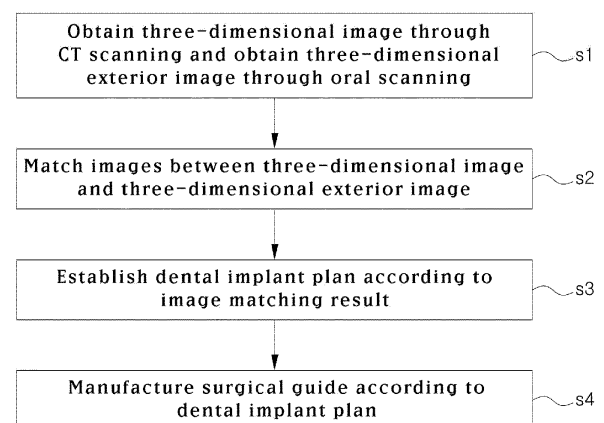 Obtain three-dimensional image through
CT scanning and obtain three-dimensional
exterior image through oral scanning
s1
Match images between three-dimensional image
and three-dimensional exterior image
s2
Establish dental implant plan according to
image matching result
s3
Manufacture surgical guide according to
dental implant plan
s4